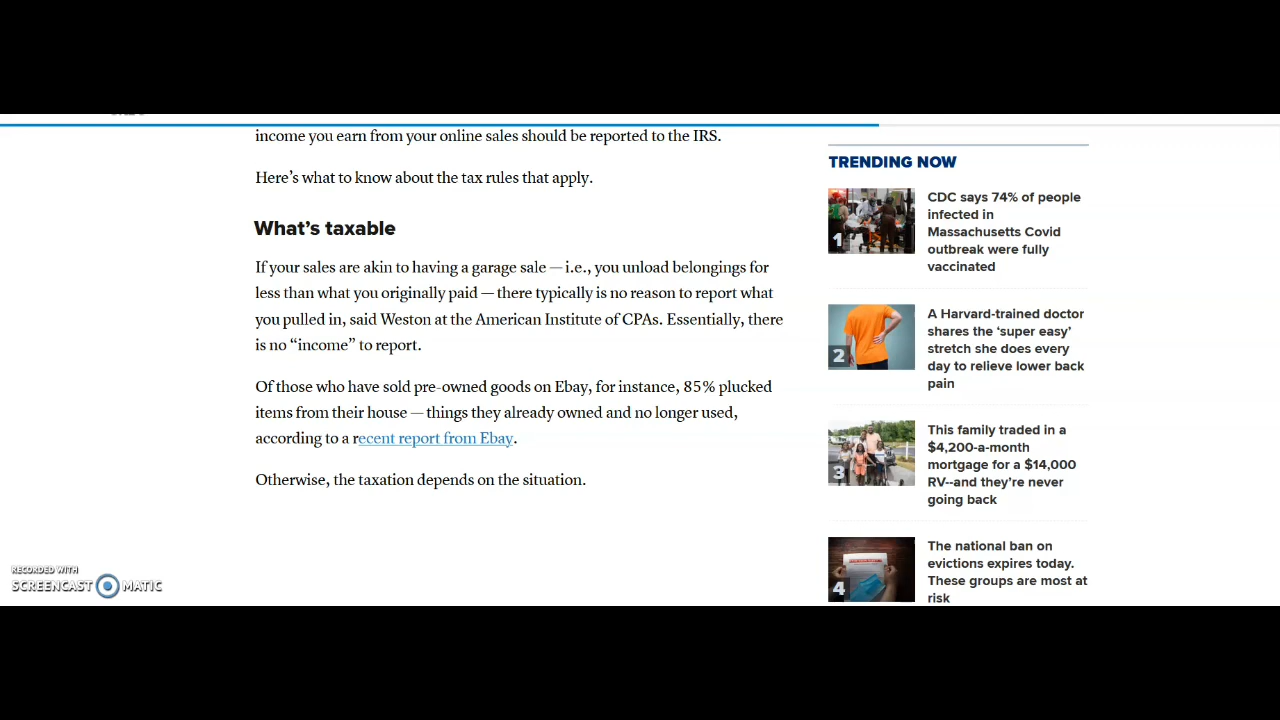 income you earn from your online sales should be reported to the IRS.
Here's what to know about the tax rules that apply.
What's taxable
If your sales are akin to having a garage sale — i.e., you unload belongings for
less than what you originally paid — there typically is no reason to report what
you pulled in, said Weston at the American Institute of CPAs. Essentially, there
is no “income” to report.
Of those who have sold pre-owned goods on Ebay, for instance, 85% plucked
items from their house — things they already owned and no longer used,
according to a recent report from Ebay.
Otherwise, the taxation depends on the situation.
TRENDING NOW
1
CDC says 74% of people
infected in
Massachusetts Covid
outbreak were fully
vaccinated
2
A Harvard-trained doctor
shares the ‘super easy’
stretch she does every
day to relieve lower back
pain
3
This family traded in a
$4,200-a-month
mortgage for a $14,000
RV--and they’re never
going back
4
The national ban on
evictions expires today.
These groups are most at
risk
RECORDED WITH
SCREENCAST MATIC